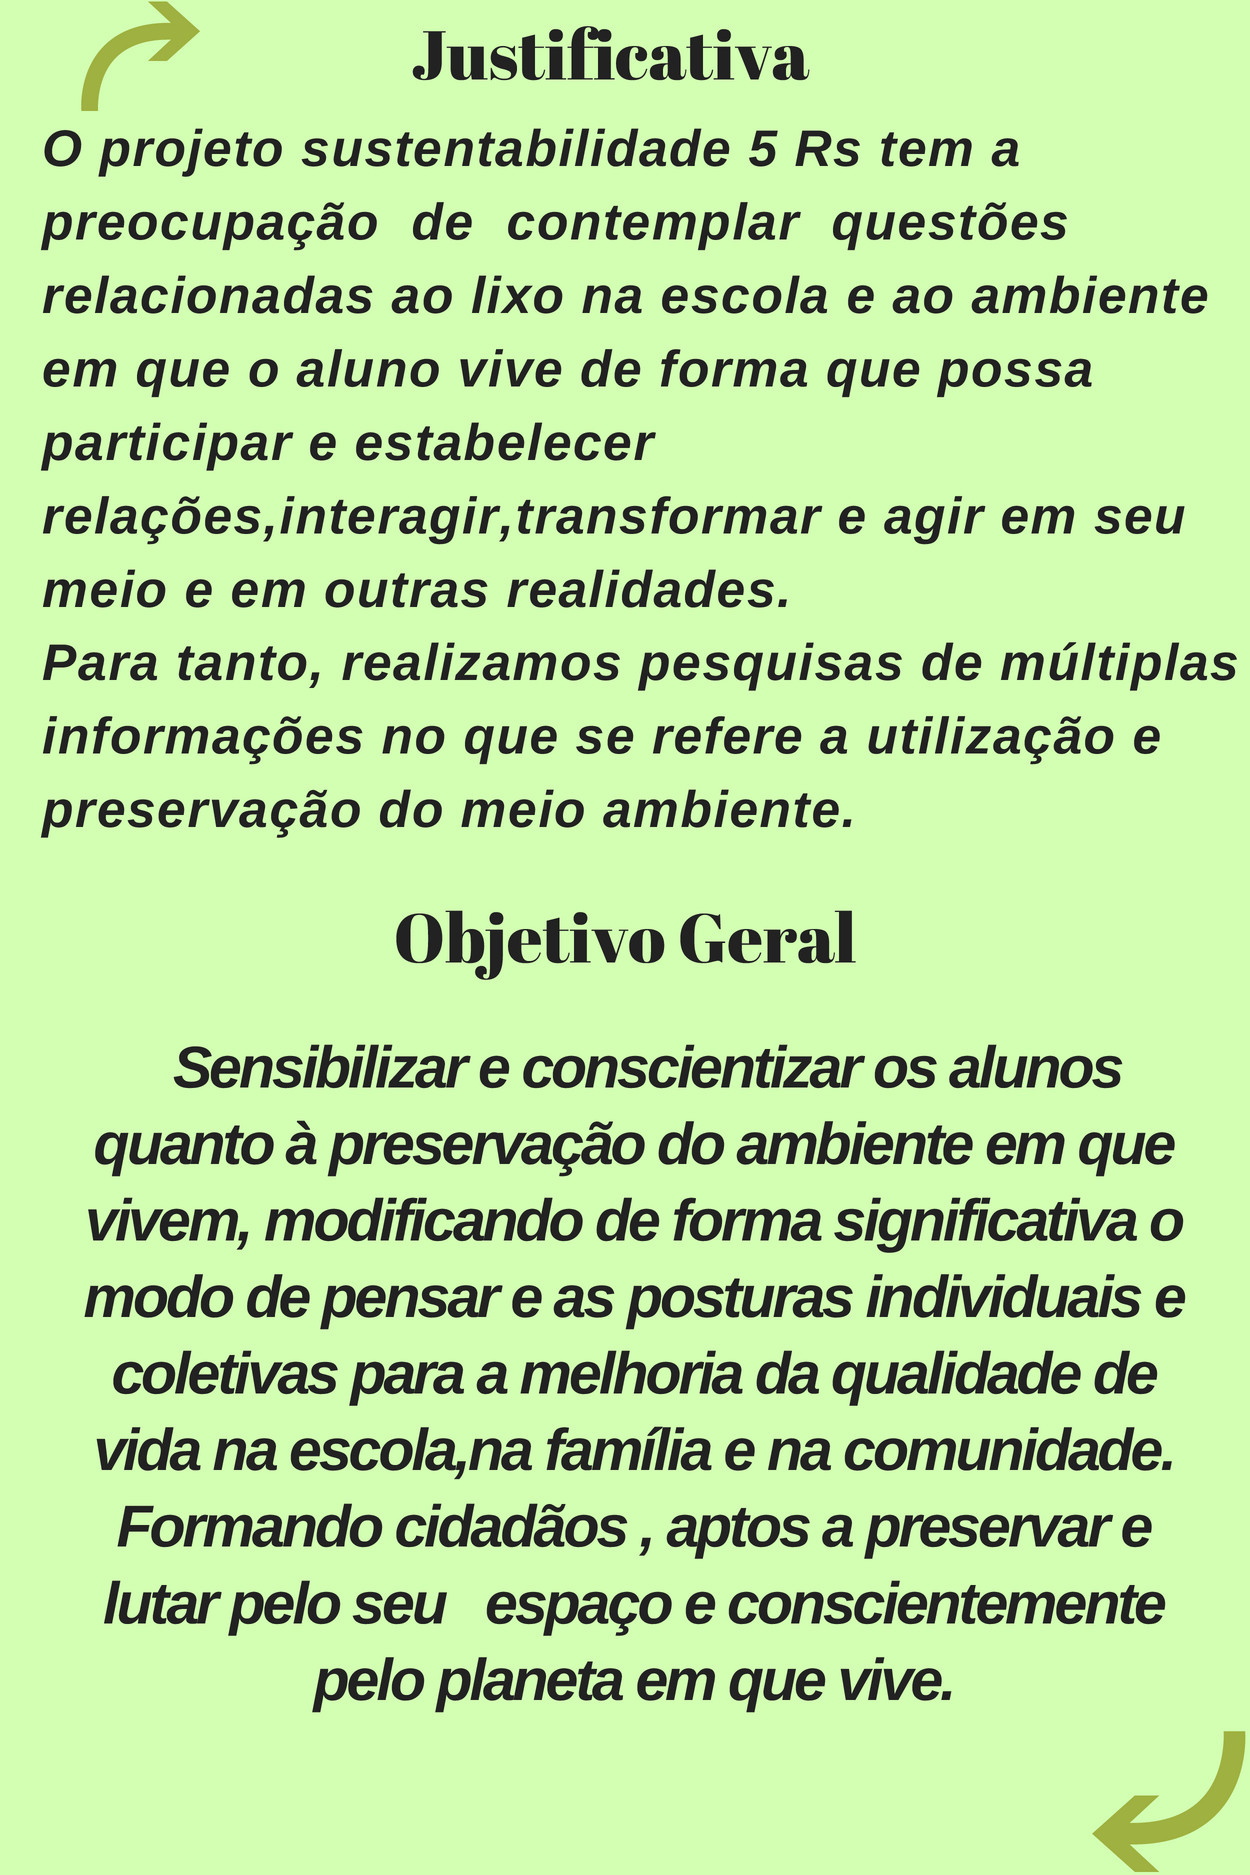 Justificativa
O projeto sustentabilidade 5 Rs tem a
preocupação de contemplar questões
relacionadas ao lixo na escola e ao ambiente
em que o aluno vive de forma que possa
participar e estabelecer
relações,interagir,transformar e agir em seu
meio e em outras realidades.
Para tanto, realizamos pesquisas de múltiplas
informações no que se refere a utilização e
preservação do meio ambiente.
Objetivo Geral
Sensibilizar e conscientizar os alunos
quanto à preservação do ambiente em que
vivem, modificando de forma significativa o
modo de pensar e as posturas individuais e
coletivas para a melhoria da qualidade de
vida na escola,na família e na comunidade.
Formando cidadãos , aptos a preservar e
lutar pelo seu espaço e conscientemente
pelo planeta em que vive.